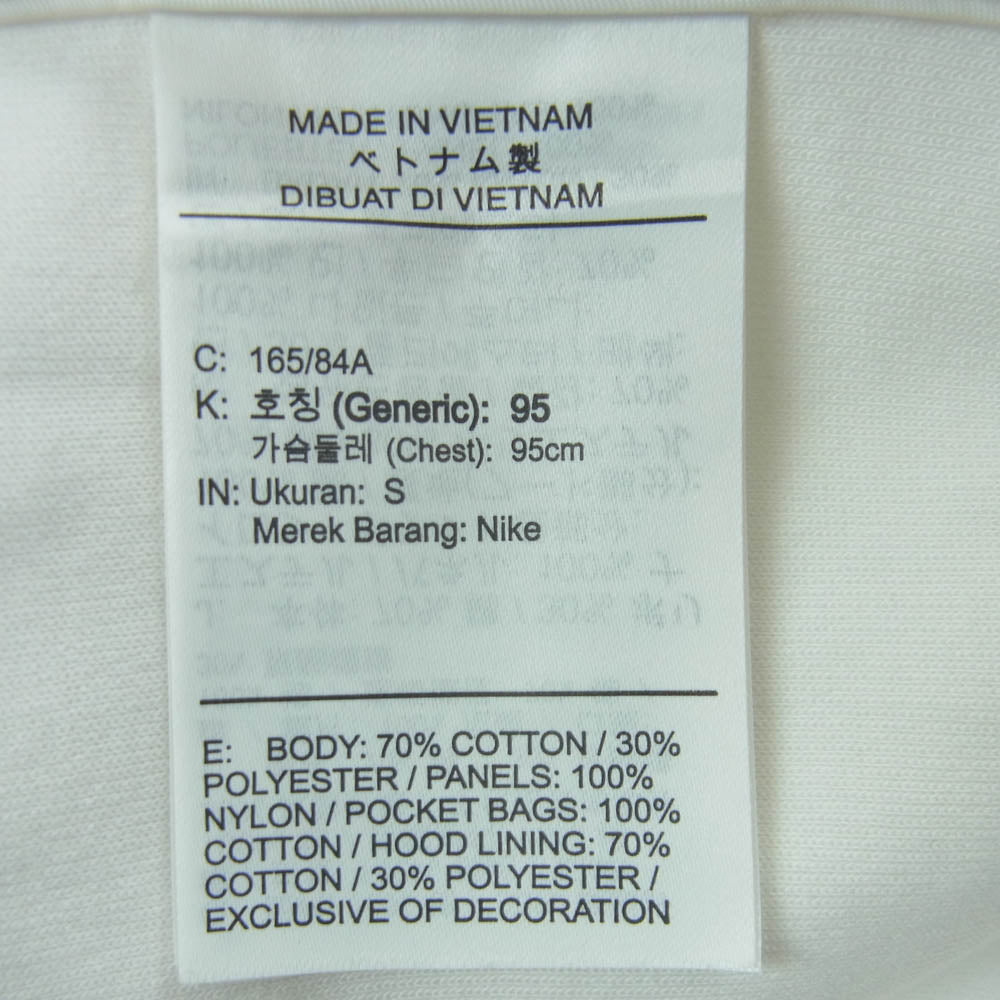 MADE IN VIETNAM
ベトナム製
DIBUAT DI VIETNAM
C: 165/84A
K: 호칭 (Generic): 95
가슴둘레 (Chest): 95cm
IN: Ukuran: S
Merek Barang: Nike
E: BODY: 70% COTTON / 30%
POLYESTER / PANELS: 100%
NYLON / POCKET BAGS: 100%
COTTON / HOOD LINING: 70%
COTTON / 30% POLYESTER /
EXCLUSIVE OF DECORATION